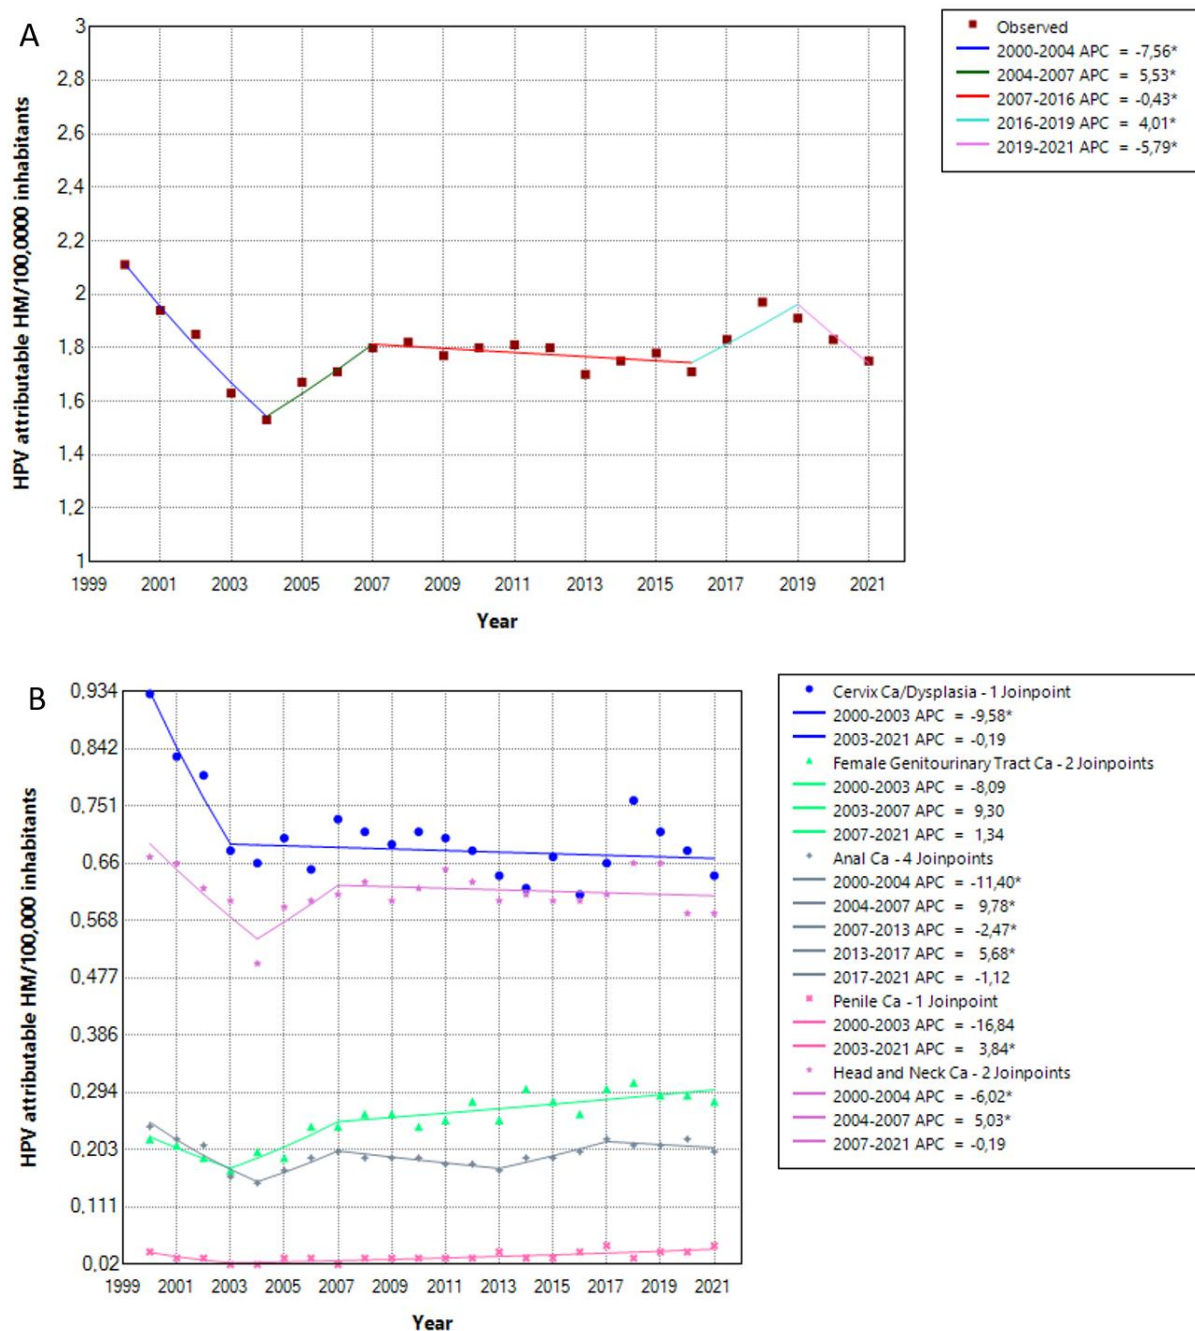 A
HPV attributable HM/100,0000 inhabitants
3
2,8
2,6
2,4
2,2
2
1,8
1,6
1,4
1,2
1
1999 2001 2003 2005 2007 2009 2011 2013 2015 2017 2019 2021
Year
Observed
2000-2004 APC = -7,56*
2004-2007 APC = 5,53*
2007-2016 APC = -0,43*
2016-2019 APC = 4,01*
2019-2021 APC = -5,79*
B
HPV attributable HM/100,000 inhabitants
0,934
0,842
0,751
0,66
0,568
0,477
0,386
0,294
0,203
0,111
0,02
1999 2001 2003 2005 2007 2009 2011 2013 2015 2017 2019 2021
Year
Cervix Ca/Dysplasia - 1 Joinpoint
2000-2003 APC = -9,58*
2003-2021 APC = -0,19
Female Genitourinary Tract Ca - 2 Joinpoints
2000-2003 APC = -8,09
2003-2007 APC = 9,30
2007-2021 APC = 1,34
Anal Ca - 4 Joinpoints
2000-2004 APC = -11,40*
2004-2007 APC = 9,78*
2007-2013 APC = -2,47*
2013-2017 APC = 5,68*
2017-2021 APC = -1,12
Penile Ca - 1 Joinpoint
2000-2003 APC = -16,84
2003-2021 APC = 3,84*
Head and Neck Ca - 2 Joinpoints
2000-2004 APC = -6,02*
2004-2007 APC = 5,03*
2007-2021 APC = -0,19